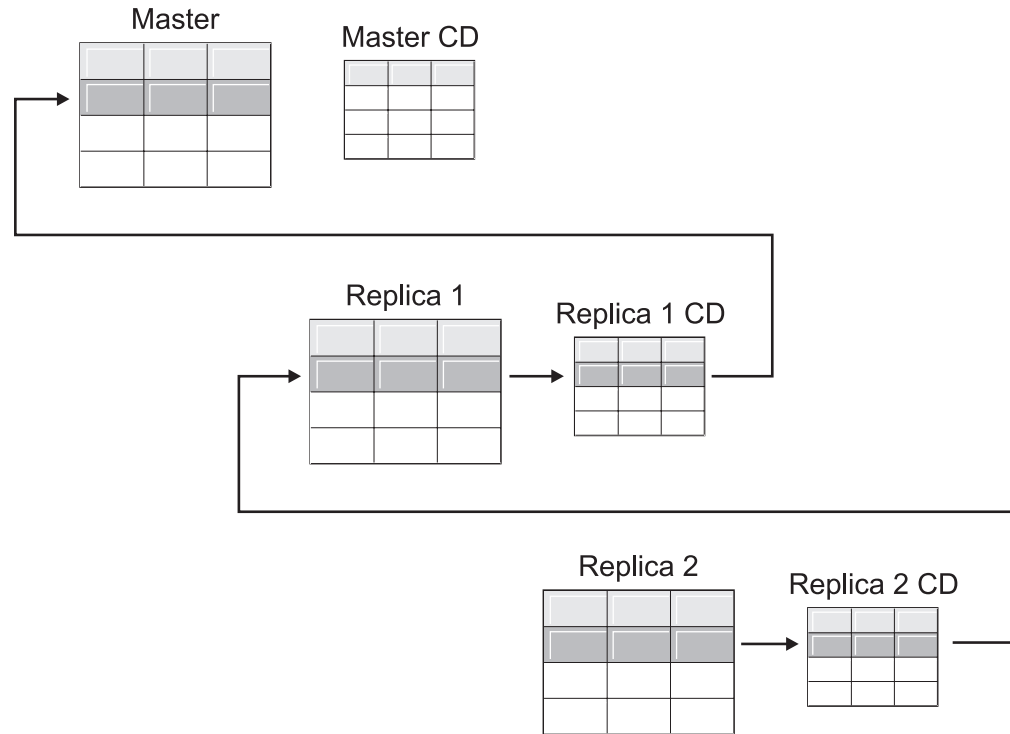 Master
Master CD
Replica 1
Replica 1 CD
Replica 2
Replica 2 CD